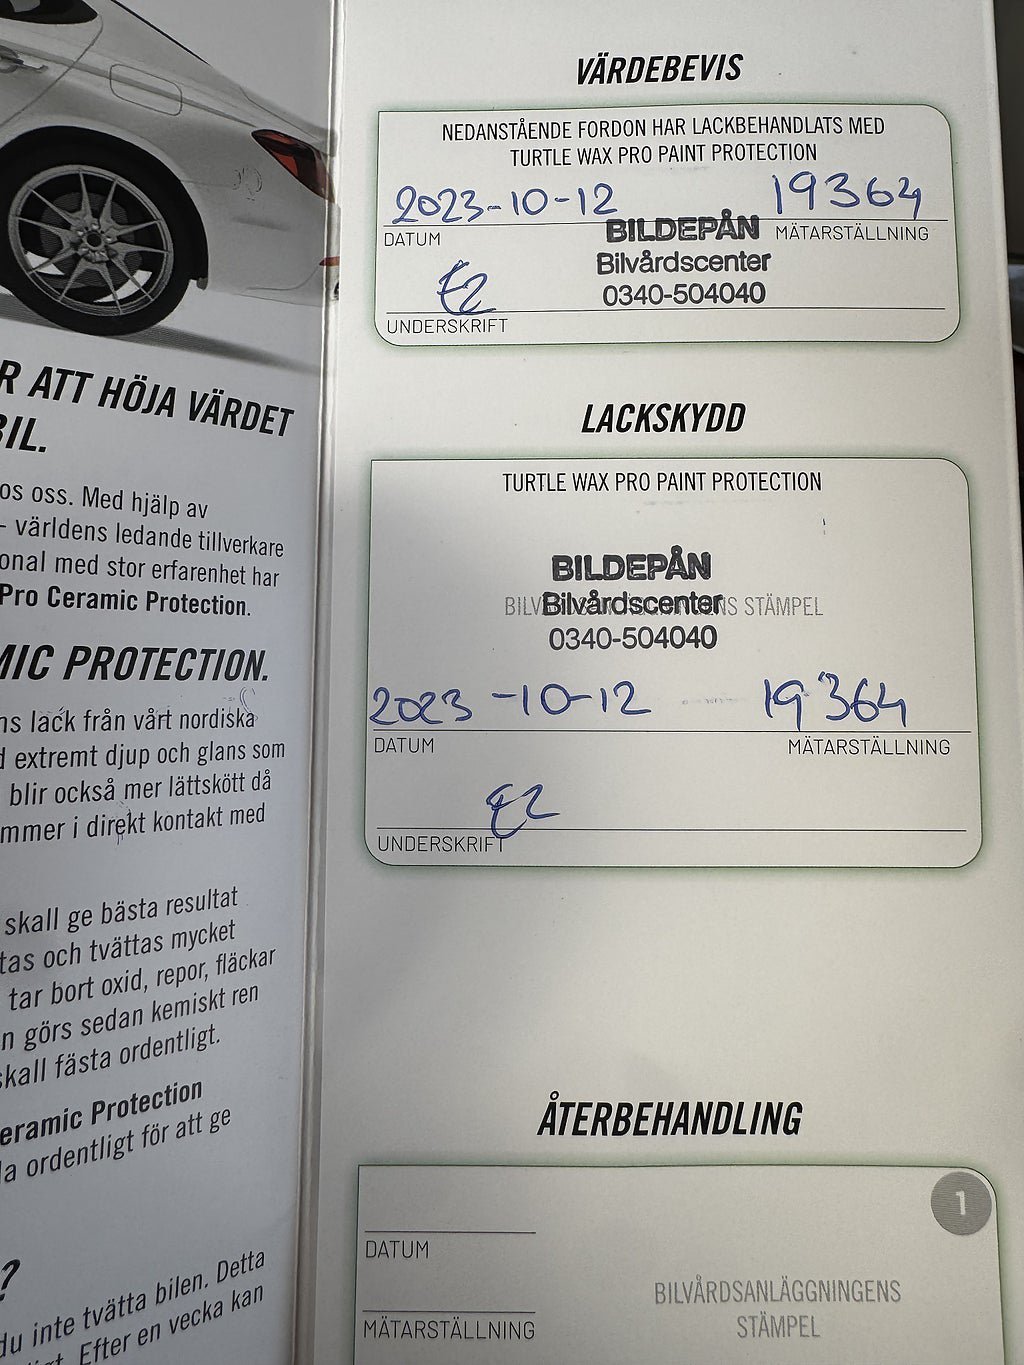 R ATT HÖJA VÄRDET
BIL.
os oss. Med hjälp av
– världens ledande tillverkare
onal med stor erfarenhet har
Pro Ceramic Protection.
MIC PROTECTION.
ns lack från vårt nordiska
d extremt djup och glans som
blir också mer lättskött då
mmer i direkt kontakt med
skall ge bästa resultat
tas och tvättas mycket
tar bort oxid, repor, fläckar
n görs sedan kemiskt ren
skall fästa ordentligt.
eramic Protection
la ordentligt för att ge
?
du inte tvätta bilen. Detta
Efter en vecka kan
VÄRDEBEVIS
NEDANSTÅENDE FORDON HAR LACKBEHANDLATS MED
TURTLE WAX PRO PAINT PROTECTION
2023-10-12 19364
DATUM BILDEPÅN MÄTARSTÄLLNING
Bilvårdscenter
0340-504040
UNDERSKRIFT
LACKSKYDD
TURTLE WAX PRO PAINT PROTECTION
BILDEPÅN
Bilvårdscenter
STÄMPEL
0340-504040
2023-10-12 19364
DATUM MÄTARSTÄLLNING
UNDERSKRIFT
ÅTERBEHANDLING
1
DATUM
BILVÅRDSANLÄGGNINGENS
STÄMPEL
MÄTARSTÄLLNING